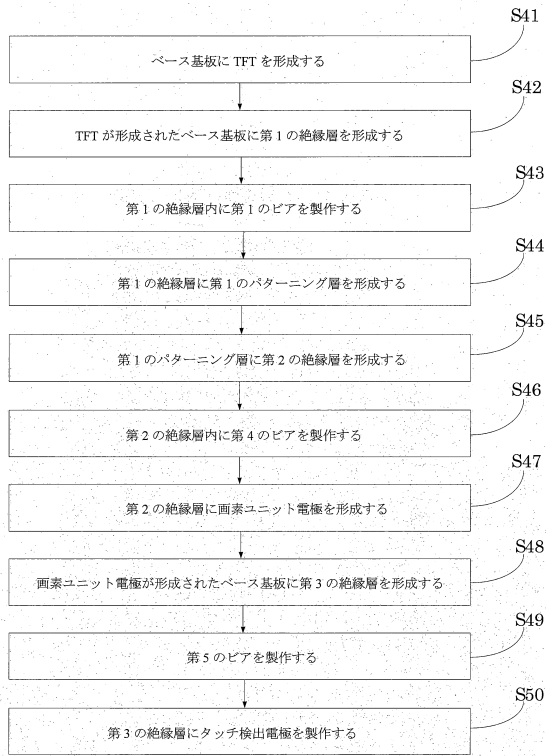 S41
ベース基板にTFTを形成する
S42
TFTが形成されたベース基板に第1の絶縁層を形成する
S43
第1の絶縁層内に第1のビアを製作する
S44
第1の絶縁層に第1のパターニング層を形成する
S45
第1のパターニング層に第2の絶縁層を形成する
S46
第2の絶縁層内に第4のビアを製作する
S47
第2の絶縁層に画素ユニット電極を形成する
S48
画素ユニット電極が形成されたベース基板に第3の絶縁層を形成する
S49
第5のビアを製作する
S50
第3の絶縁層にタッチ検出電極を製作する